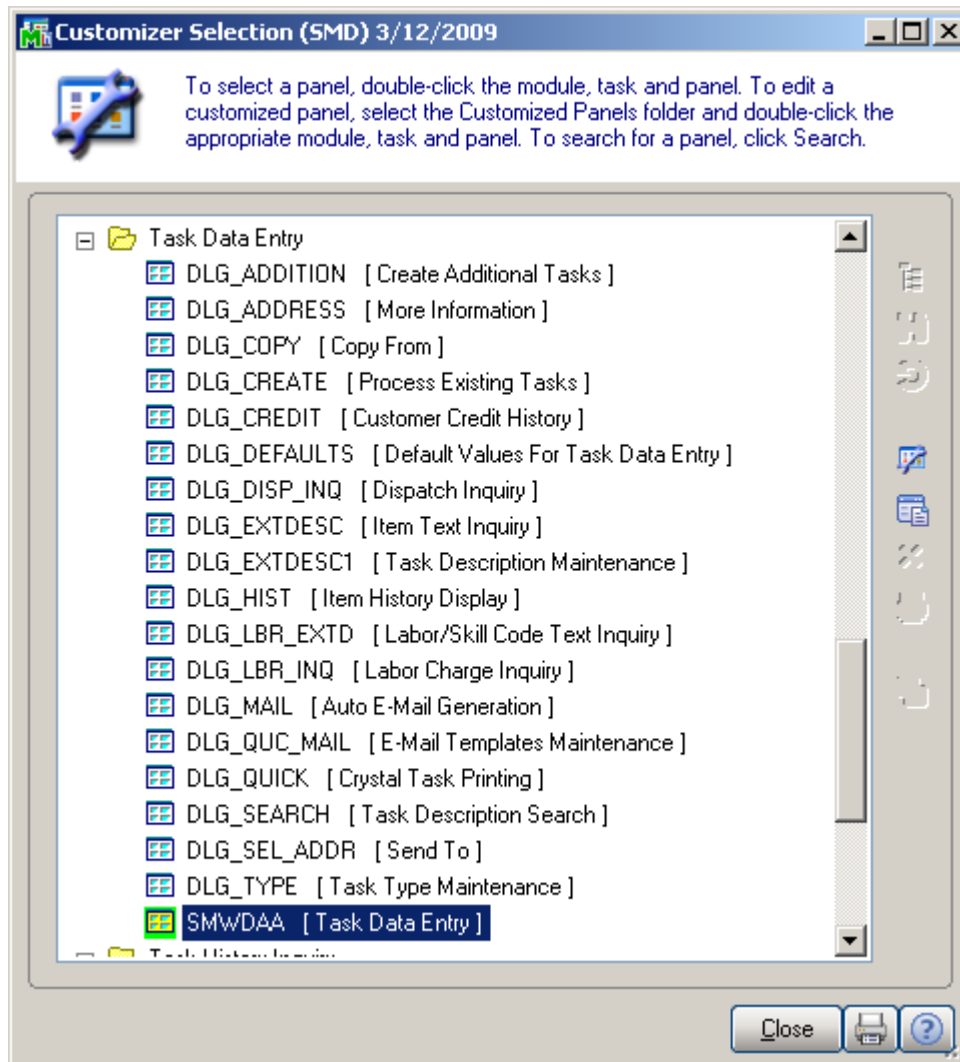 Customizer Selection (SMD) 3/12/2009
To select a panel, double-click the module, task and panel. To edit a
customized panel, select the Customized Panels folder and double-click the
appropriate module, task and panel. To search for a panel, click Search.
Task Data Entry
DLG_ADDITION [ Create Additional Tasks ]
DLG_ADDRESS [ More Information ]
DLG_COPY [ Copy From ]
DLG_CREATE [ Process Existing Tasks ]
DLG_CREDIT [ Customer Credit History ]
DLG_DEFAULTS [ Default Values For Task Data Entry ]
DLG_DISP_INQ [ Dispatch Inquiry ]
DLG_EXTDESC [ Item Text Inquiry ]
DLG_EXTDESC1 [ Task Description Maintenance ]
DLG_HIST [ Item History Display ]
DLG_LBR_EXTD [ Labor/Skill Code Text Inquiry ]
DLG_LBR_INQ [ Labor Charge Inquiry ]
DLG_MAIL [ Auto E-Mail Generation ]
DLG_QUC_MAIL [ E-Mail Templates Maintenance ]
DLG_QUICK [ Crystal Task Printing ]
DLG_SEARCH [ Task Description Search ]
DLG_SEL_ADDR [ Send To ]
DLG_TYPE [ Task Type Maintenance ]
SMWDAA [ Task Data Entry ]
Task History Inquiry
Close